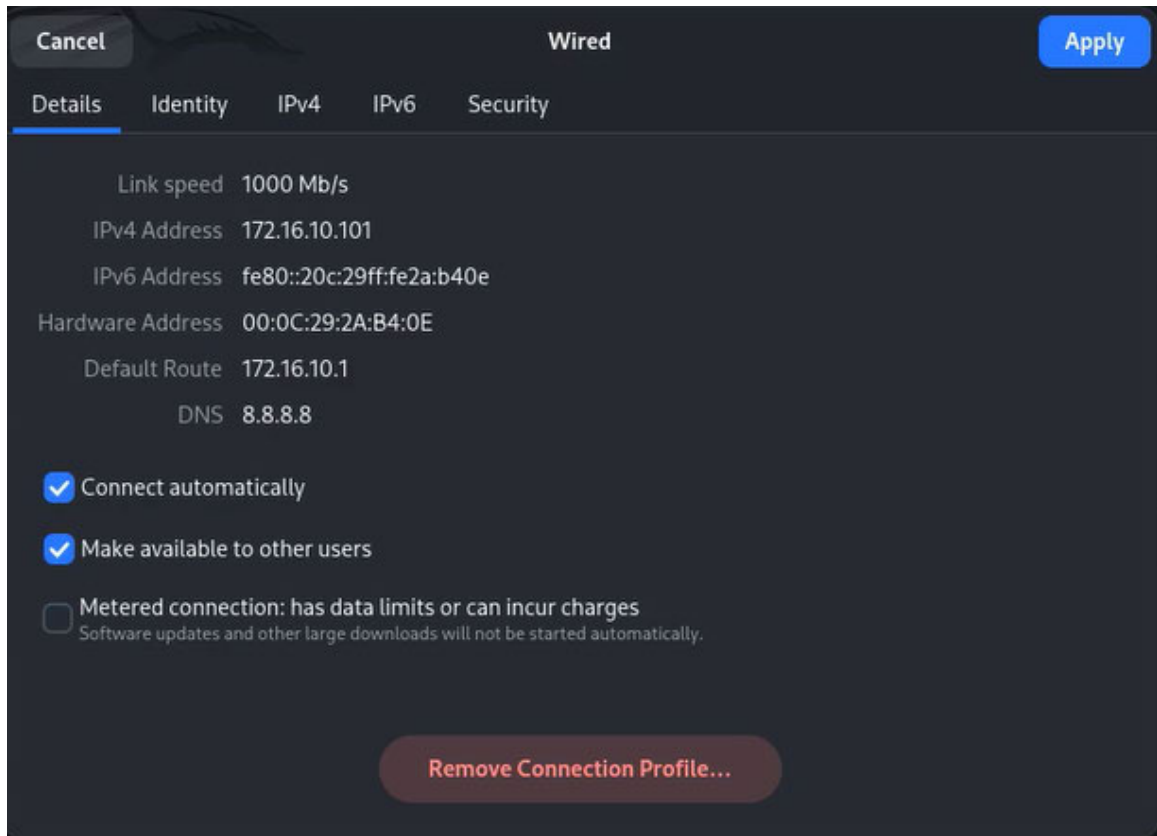 Cancel Wired Apply
Details Identity IPv4 IPv6 Security
Link speed 1000 Mb/s
IPv4 Address 172.16.10.101
IPv6 Address fe80::20c:29ff:fe2a:b40e
Hardware Address 00:0C:29:2A:B4:0E
Default Route 172.16.10.1
DNS 8.8.8.8
Connect automatically
Make available to other users
Metered connection: has data limits or can incur charges
Software updates and other large downloads will not be started automatically.
Remove Connection Profile...